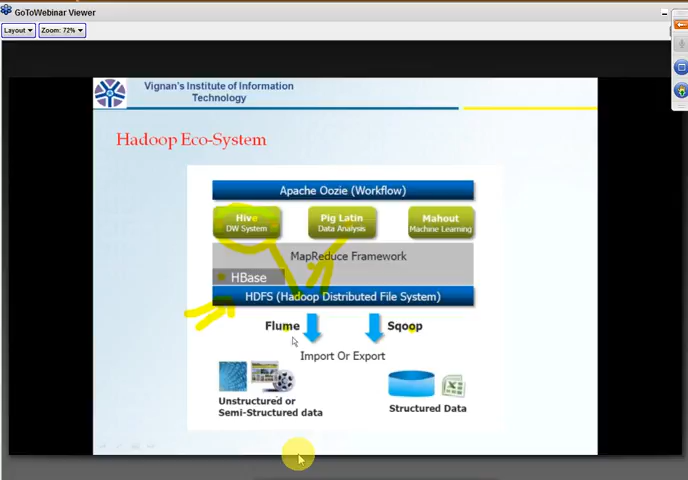 GoToWebinar Viewer
Layout
Zoom: 72%
Vignan's Institute of Information
Technology
Hadoop Eco-System
Apache Oozie (Workflow)
Hive
DW System
Pig Latin
Data Analysis
Mahout
Machine Learning
MapReduce Framework
HBase
HDFS (Hadoop Distributed File System)
Flume
Sqoop
Import Or Export
Unstructured or
Semi-Structured data
Structured Data